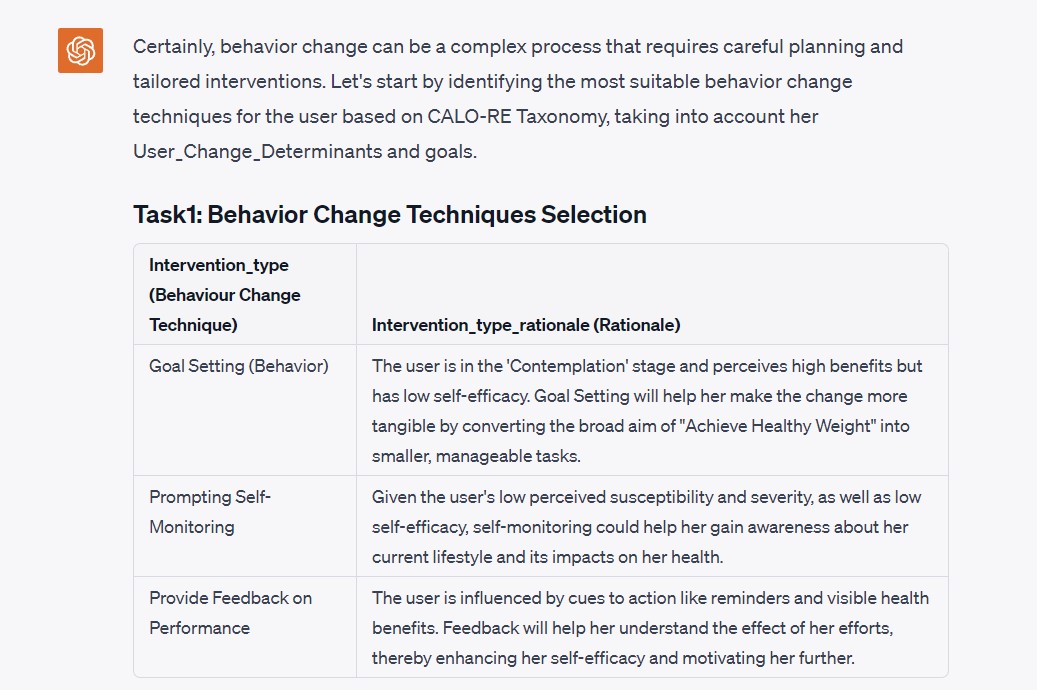 Certainly, behavior change can be a complex process that requires careful planning and
tailored interventions. Let's start by identifying the most suitable behavior change
techniques for the user based on CALO-RE Taxonomy, taking into account her
User_Change_Determinants and goals.
Task1: Behavior Change Techniques Selection
Intervention_type
(Behaviour Change
Technique)
Intervention_type_rationale (Rationale)
Goal Setting (Behavior)
The user is in the 'Contemplation' stage and perceives high benefits but
has low self-efficacy. Goal Setting will help her make the change more
tangible by converting the broad aim of "Achieve Healthy Weight" into
smaller, manageable tasks.
Prompting Self-
Monitoring
Given the user's low perceived susceptibility and severity, as well as low
self-efficacy, self-monitoring could help her gain awareness about her
current lifestyle and its impacts on her health.
Provide Feedback on
Performance
The user is influenced by cues to action like reminders and visible health
benefits. Feedback will help her understand the effect of her efforts,
thereby enhancing her self-efficacy and motivating her further.